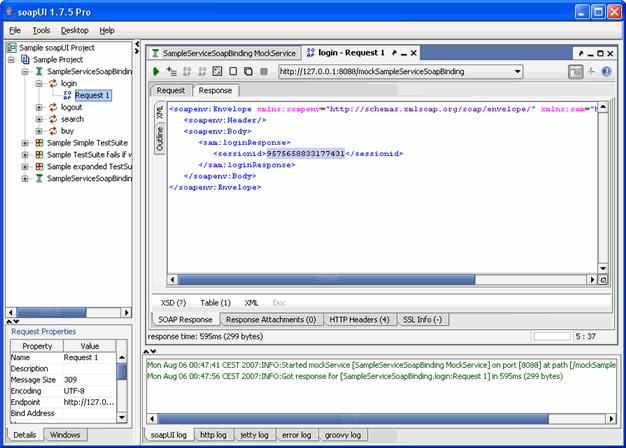 soapUI 1.7.5 Pro
File Tools Desktop Help
Sample soapUI Project
Sample Project
SampleServiceSoapBindin
login
Request 1
logout
search
buy
Sample Simple TestSuite
Sample TestSuite fails if w
Sample expanded TestSu
SampleServiceSoapBindin
Request Properties
Property Value
Name Request 1
Description
Message Size 309
Encoding UTF-8
Endpoint http://127.0...
Bind Address
Details Windows
SampleServiceSoapBinding MockService login - Request 1
http://127.0.0.1:8088/mockSampleServiceSoapBinding
Request Response
XML
Outline
<soapenv:Envelope xmlns:soapenv="http://schemas.xmlsoap.org/soap/envelope/" xmlns:sam="h
<soapenv:Header/>
<soapenv:Body>
<sam:loginResponse>
<sessionid>9575658833177431</sessionid>
</sam:loginResponse>
</soapenv:Body>
</soapenv:Envelope>
XSD (?) Table (1) XML Doc
SOAP Response Response Attachments (0) HTTP Headers (4) SSL Info (-)
response time: 595ms (299 bytes) 5 : 37
Mon Aug 06 00:47:41 CEST 2007:INFO:Started mockService [SampleServiceSoapBinding MockService] on port [8088] at path [/mockSample
Mon Aug 06 00:47:56 CEST 2007:INFO:Got response for [SampleServiceSoapBinding.login:Request 1] in 595ms (299 bytes)
soapUI log http log jetty log error log groovy log